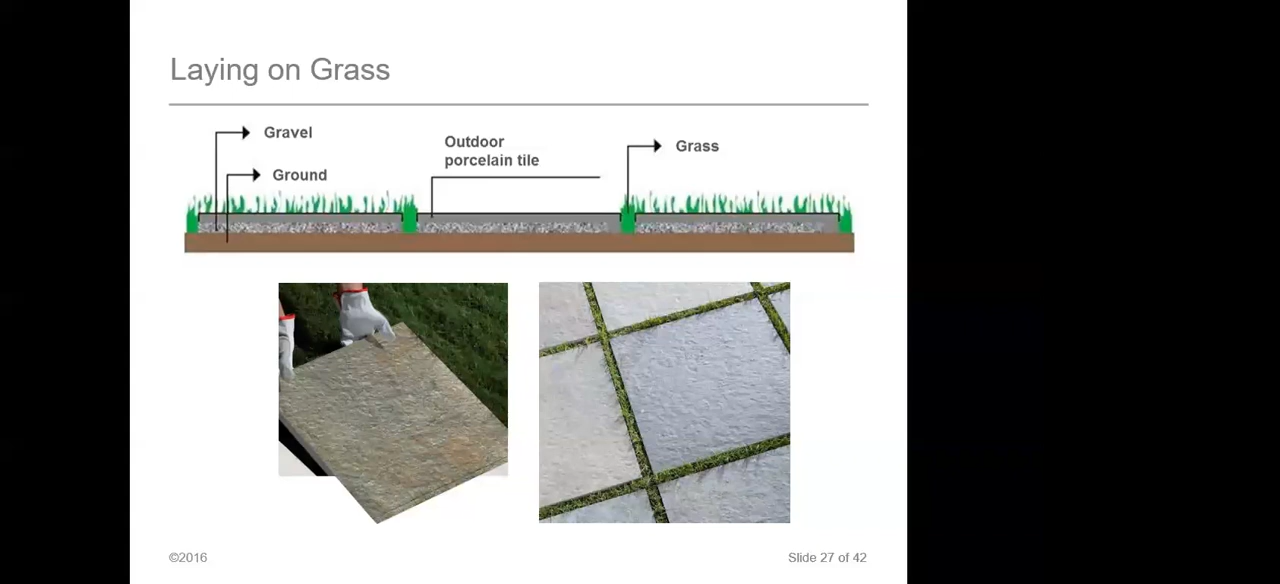 Laying on Grass
Gravel
Ground
Outdoor
porcelain tile
Grass
©2016
Slide 27 of 42